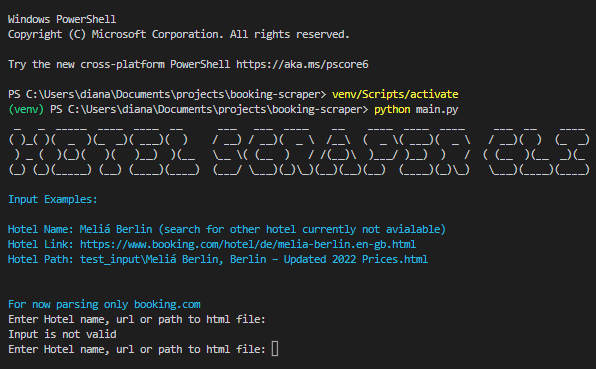 Windows PowerShell
Copyright (C) Microsoft Corporation. All rights reserved.
Try the new cross-platform PowerShell https://aka.ms/pscore6
PS C:\Users\diana\Documents\projects\booking-scraper> venv/Scripts/activate
(venv) PS C:\Users\diana\Documents\projects\booking-scraper> python main.py
HOTEL SCRAPER CLI
Input Examples:
Hotel Name: Meliá Berlin (search for other hotel currently not avialable)
Hotel Link: https://www.booking.com/hotel/de/melia-berlin.en-gb.html
Hotel Path: test_input\Meliá Berlin, Berlin – Updated 2022 Prices.html
For now parsing only booking.com
Enter Hotel name, url or path to html file:
Input is not valid
Enter Hotel name, url or path to html file: